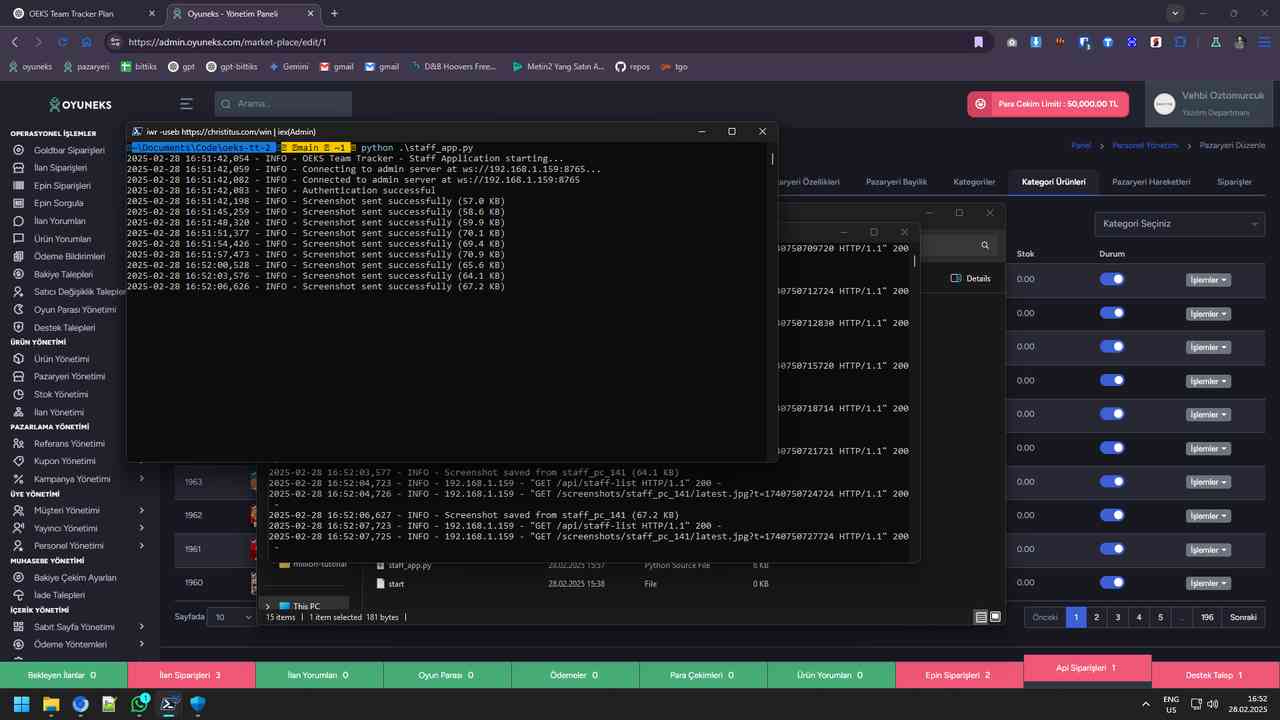 OEKS Team Tracker Plan
Oyuneks - Yönetim Paneli
https://admin.oyuneks.com/market-place/edit/1
oyuneks
pazaryeri
bittiks
gpt
gpt-bittiks
Gemini
gmail
gmail
D&B Hoovers Free...
Metin2 Yang Satın A...
repos
tgo
OYUNEKS
Arama...
Para Cekim Limiti : 50,000.00 TL
Vehbi Oztomurcuk
Yazılım Departmanı
Panel
Personel Yönetimi
Pazaryeri Düzenle
OPERASYONEL İŞLEMLER
Goldbar Siparişleri
İlan Siparişleri
Epin Siparişleri
Epin Sorgula
İlan Yorumları
Ürün Yorumları
Ödeme Bildirimleri
Bakiye Talepleri
Satıcı Değişiklik Talepler
Oyun Parası Yönetimi
Destek Talepleri
ÜRÜN YÖNETİMİ
Ürün Yönetimi
Pazaryeri Yönetimi
Stok Yönetimi
İlan Yönetimi
PAZARLAMA YÖNETİMİ
Referans Yönetimi
Kupon Yönetimi
Kampanya Yönetimi
ÜYE YÖNETİMİ
Müşteri Yönetimi
Yayıncı Yönetimi
Personel Yönetimi
MUHASEBE YÖNETİMİ
Bakiye Çekim Ayarları
İade Talepleri
İÇERİK YÖNETİMİ
Sabit Sayfa Yönetimi
Ödeme Yöntemleri
iwr -useb https://christitus.com/win | iex(Admin)
~\Documents\Code\oeks-tt-2 main ~1 python .\staff_app.py
2025-02-28 16:51:42,054 - INFO - OEKS Team Tracker - Staff Application starting...
2025-02-28 16:51:42,059 - INFO - Connecting to admin server at ws://192.168.1.159:8765...
2025-02-28 16:51:42,082 - INFO - Connected to admin server at ws://192.168.1.159:8765
2025-02-28 16:51:42,083 - INFO - Authentication successful
2025-02-28 16:51:42,198 - INFO - Screenshot sent successfully (57.0 KB)
2025-02-28 16:51:45,259 - INFO - Screenshot sent successfully (58.6 KB)
2025-02-28 16:51:48,320 - INFO - Screenshot sent successfully (59.9 KB)
2025-02-28 16:51:51,377 - INFO - Screenshot sent successfully (70.1 KB)
2025-02-28 16:51:54,426 - INFO - Screenshot sent successfully (69.4 KB)
2025-02-28 16:51:57,473 - INFO - Screenshot sent successfully (70.9 KB)
2025-02-28 16:52:00,528 - INFO - Screenshot sent successfully (65.6 KB)
2025-02-28 16:52:03,576 - INFO - Screenshot sent successfully (64.1 KB)
2025-02-28 16:52:06,626 - INFO - Screenshot sent successfully (67.2 KB)
740750709720 HTTP/1.1" 200
740750712724 HTTP/1.1" 200
740750712830 HTTP/1.1" 200
740750715720 HTTP/1.1" 200
740750718714 HTTP/1.1" 200
740750721721 HTTP/1.1" 200
2025-02-28 16:52:03,577 - INFO - Screenshot saved from staff_pc_141 (64.1 KB)
2025-02-28 16:52:04,723 - INFO - 192.168.1.159 - "GET /api/staff-list HTTP/1.1" 200 -
2025-02-28 16:52:04,726 - INFO - 192.168.1.159 - "GET /screenshots/staff_pc_141/latest.jpg?t=1740750724724 HTTP/1.1" 200
-
2025-02-28 16:52:06,627 - INFO - Screenshot saved from staff_pc_141 (67.2 KB)
2025-02-28 16:52:07,723 - INFO - 192.168.1.159 - "GET /api/staff-list HTTP/1.1" 200 -
2025-02-28 16:52:07,725 - INFO - 192.168.1.159 - "GET /screenshots/staff_pc_141/latest.jpg?t=1740750727724 HTTP/1.1" 200
-
Details
million-tutorial
staff_app.py 28.02.2025 15:37 Python Source File 6 KB
start 28.02.2025 15:38 File 0 KB
This PC
15 items
1 item selected 181 bytes
zaryeri Özellikleri
Pazaryeri Bayilik
Kategoriler
Kategori Ürünleri
Pazaryeri Hareketleri
Siparişler
Kategori Seçiniz
Stok
Durum
0.00 İşlemler
0.00 İşlemler
0.00 İşlemler
0.00 İşlemler
0.00 İşlemler
0.00 İşlemler
1963 0.00 İşlemler
1962 0.00 İşlemler
1961 0.00 İşlemler
1960 0.00 İşlemler
Sayfada 10
Önceki 1 2 3 4 5 ... 196 Sonraki
Bekleyen İlanlar 0
İlan Siparişleri 3
İlan Yorumları 0
Oyun Parası 0
Ödemeler 0
Para Çekimleri 0
Ürün Yorumları 0
Epin Siparişleri 2
Api Siparişleri 1
Destek Talep 1
1
ENG
US
16:52
28.02.2025